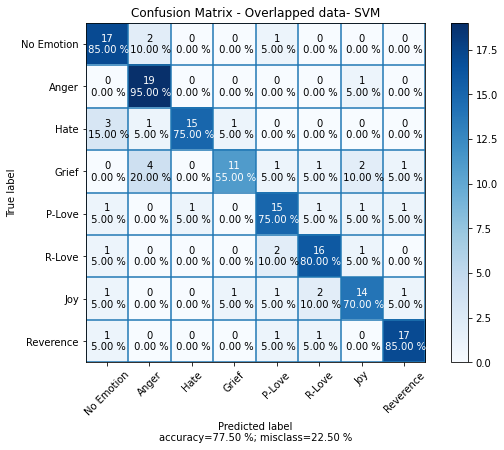 Confusion Matrix - Overlapped data- SVM
No Emotion 17 2 0 0 1 0 0 0
85.00 % 10.00 % 0.00 % 0.00 % 5.00 % 0.00 % 0.00 % 0.00 %
Anger 0 19 0 0 0 0 1 0
0.00 % 95.00 % 0.00 % 0.00 % 0.00 % 0.00 % 5.00 % 0.00 %
Hate 3 1 15 1 0 0 0 0
15.00 % 5.00 % 75.00 % 5.00 % 0.00 % 0.00 % 0.00 % 0.00 %
Grief 0 4 0 11 1 1 2 1
0.00 % 20.00 % 0.00 % 55.00 % 5.00 % 5.00 % 10.00 % 5.00 %
P-Love 1 0 1 0 15 1 1 1
5.00 % 0.00 % 5.00 % 0.00 % 75.00 % 5.00 % 5.00 % 5.00 %
R-Love 1 0 0 0 2 16 1 0
5.00 % 0.00 % 0.00 % 0.00 % 10.00 % 80.00 % 5.00 % 0.00 %
Joy 1 0 0 1 1 2 14 1
5.00 % 0.00 % 0.00 % 5.00 % 5.00 % 10.00 % 70.00 % 5.00 %
Reverence 1 0 0 0 1 1 0 17
5.00 % 0.00 % 0.00 % 0.00 % 5.00 % 5.00 % 0.00 % 85.00 %
True label
No Emotion Anger Hate Grief P-Love R-Love Joy Reverence
Predicted label
accuracy=77.50 %; misclass=22.50 %
17.5
15.0
12.5
10.0
7.5
5.0
2.5
0.0